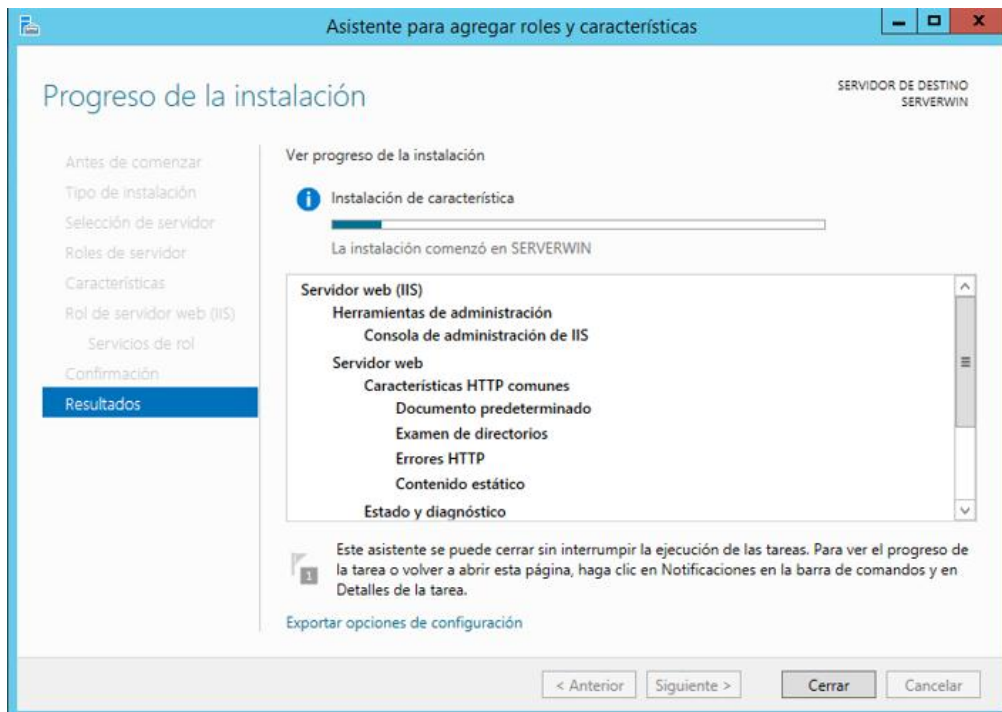 Asistente para agregar roles y características
Progreso de la instalación
SERVIDOR DE DESTINO
SERVERWIN
Antes de comenzar
Tipo de instalación
Selección de servidor
Roles de servidor
Características
Rol de servidor web (IIS)
Servicios de rol
Confirmación
Resultados
Ver progreso de la instalación
Instalación de característica
La instalación comenzó en SERVERWIN
Servidor web (IIS)
Herramientas de administración
Consola de administración de IIS
Servidor web
Características HTTP comunes
Documento predeterminado
Examen de directorios
Errores HTTP
Contenido estático
Estado y diagnóstico
1
Este asistente se puede cerrar sin interrumpir la ejecución de las tareas. Para ver el progreso de
la tarea o volver a abrir esta página, haga clic en Notificaciones en la barra de comandos y en
Detalles de la tarea.
Exportar opciones de configuración
< Anterior
Siguiente >
Cerrar
Cancelar